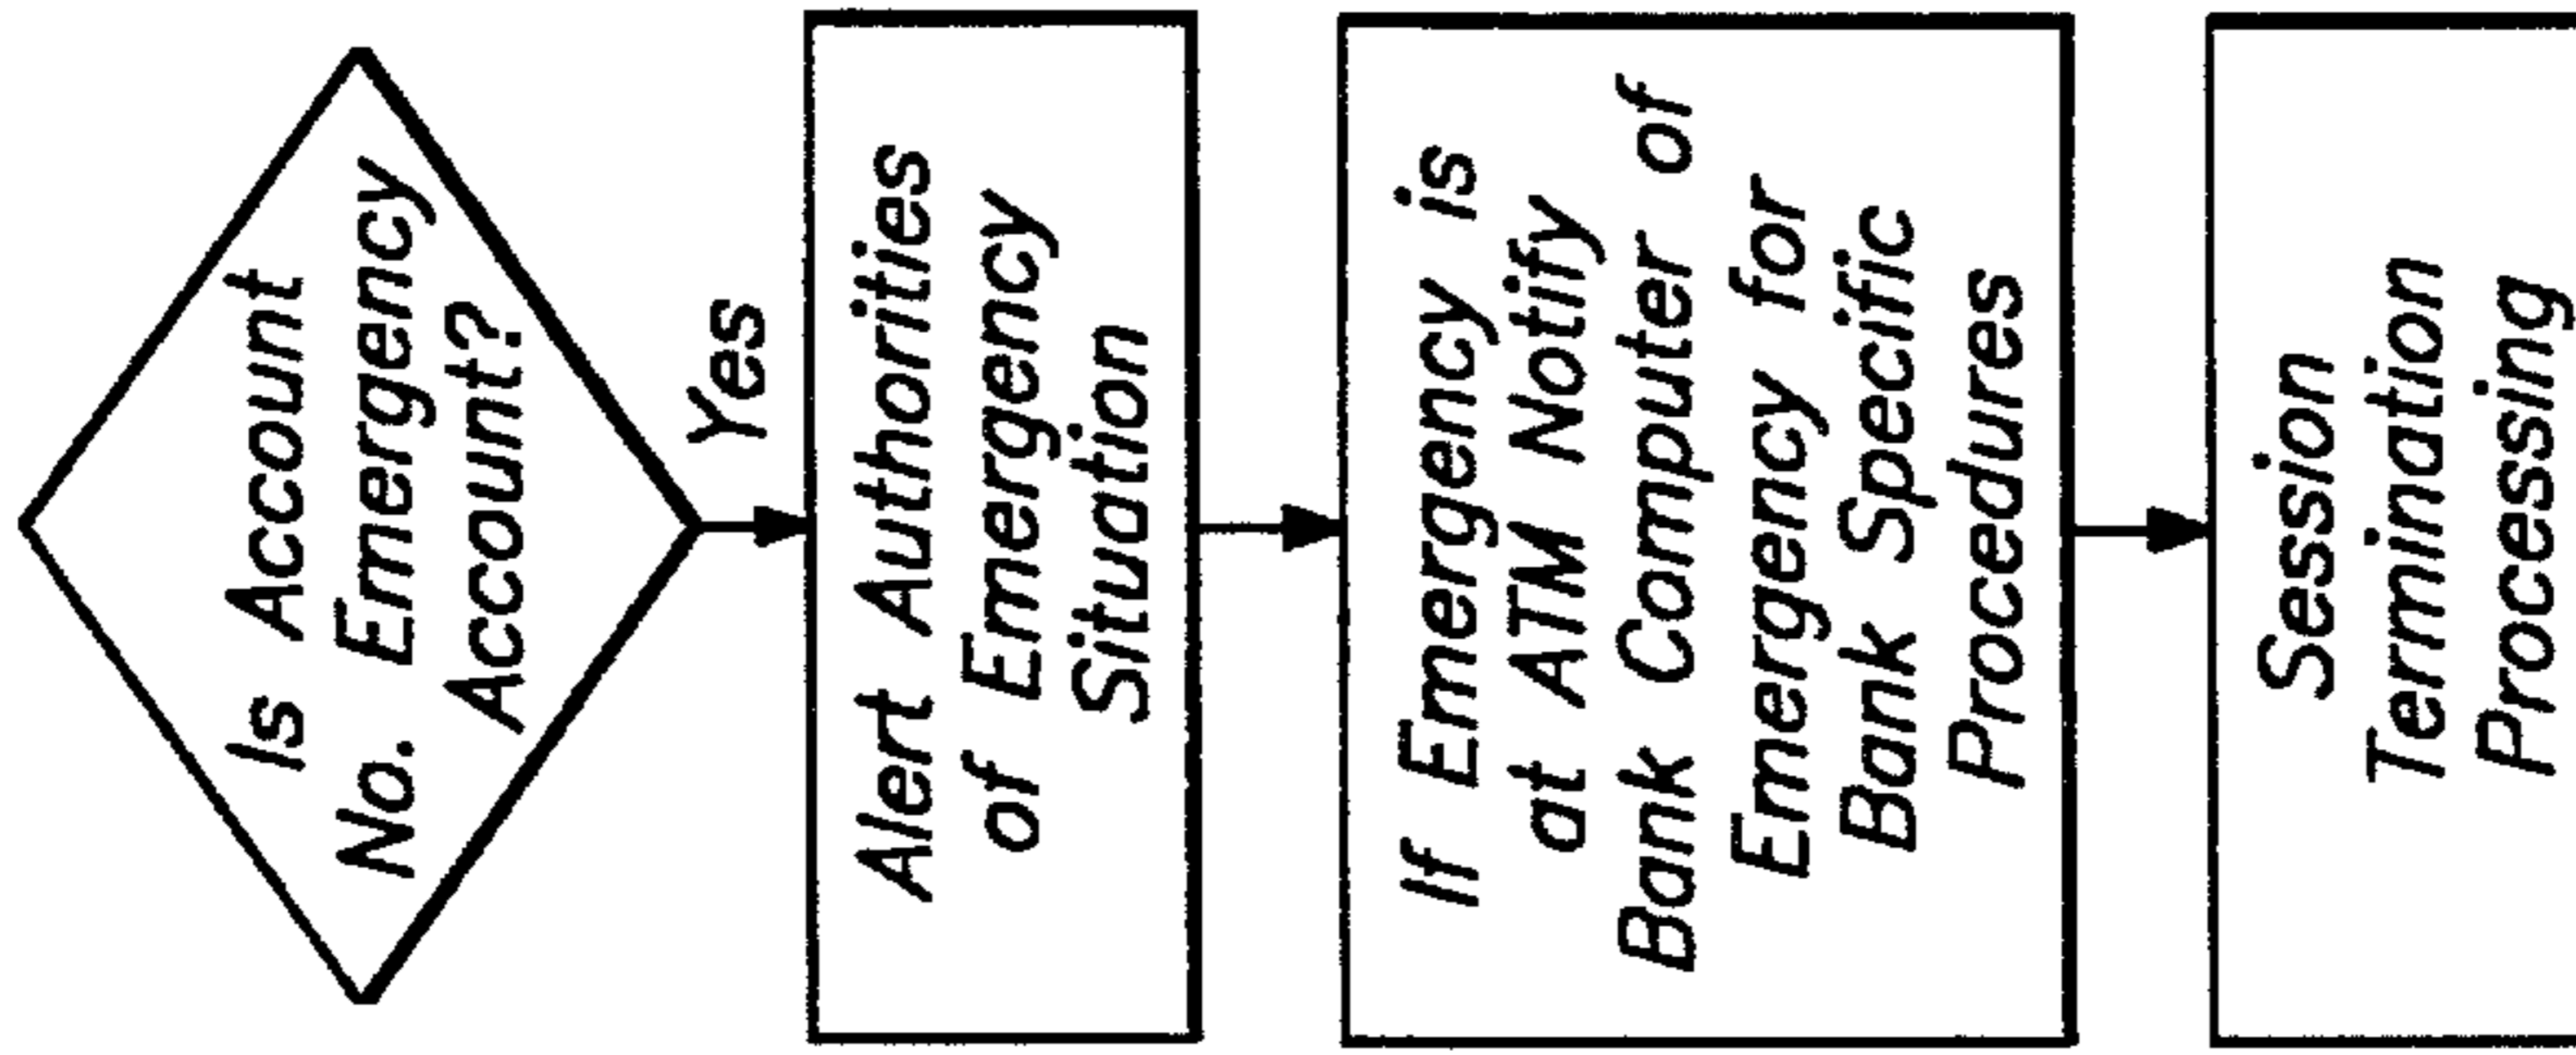 Is Account
No. Emergency
Account?
Yes
Alert Authorities
of Emergency
Situation
If Emergency is
at ATM Notify
Bank Computer of
Emergency for
Bank Specific
Procedures
Session
Termination
Processing